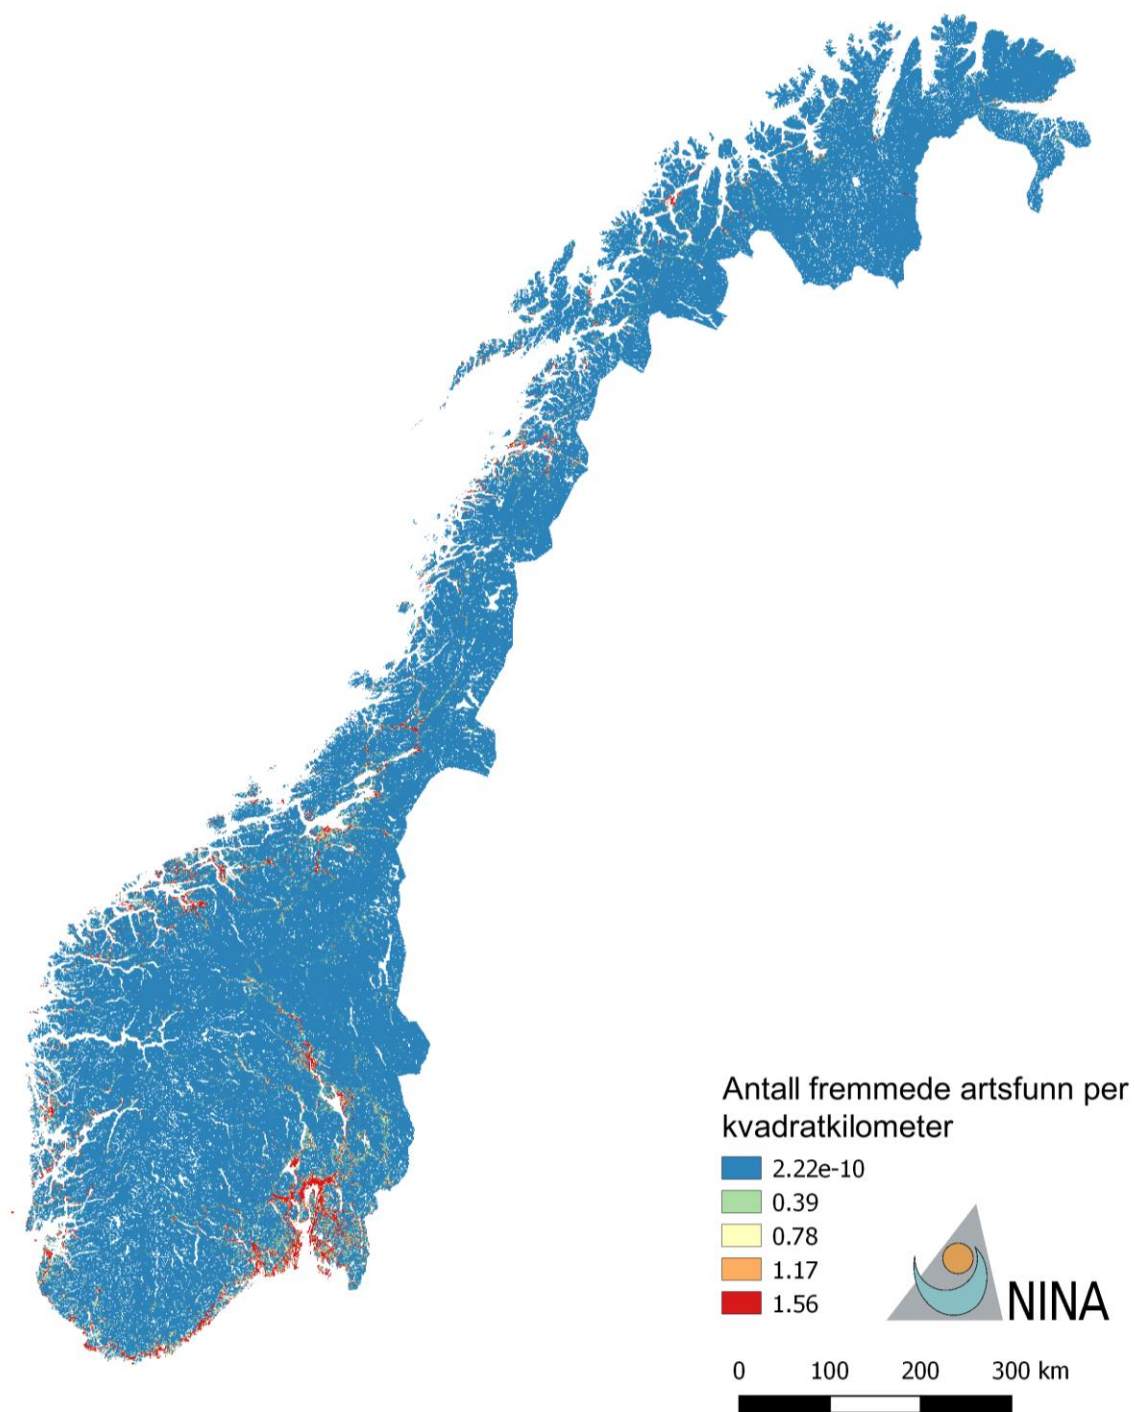 Antall fremmede artsfunn per
kvadratkilometer
2.22e-10
0.39
0.78
1.17
1.56
NINA
0 100 200 300 km